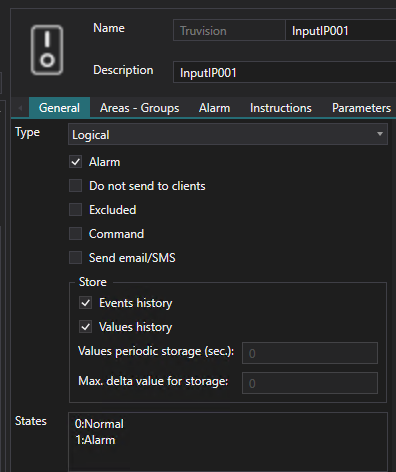 Name Truvision InputIP001
Description InputIP001
General Areas - Groups Alarm Instructions Parameters
Type Logical
Alarm
Do not send to clients
Excluded
Command
Send email/SMS
Store
Events history
Values history
Values periodic storage (sec.): 0
Max. delta value for storage: 0
States 0:Normal
1:Alarm